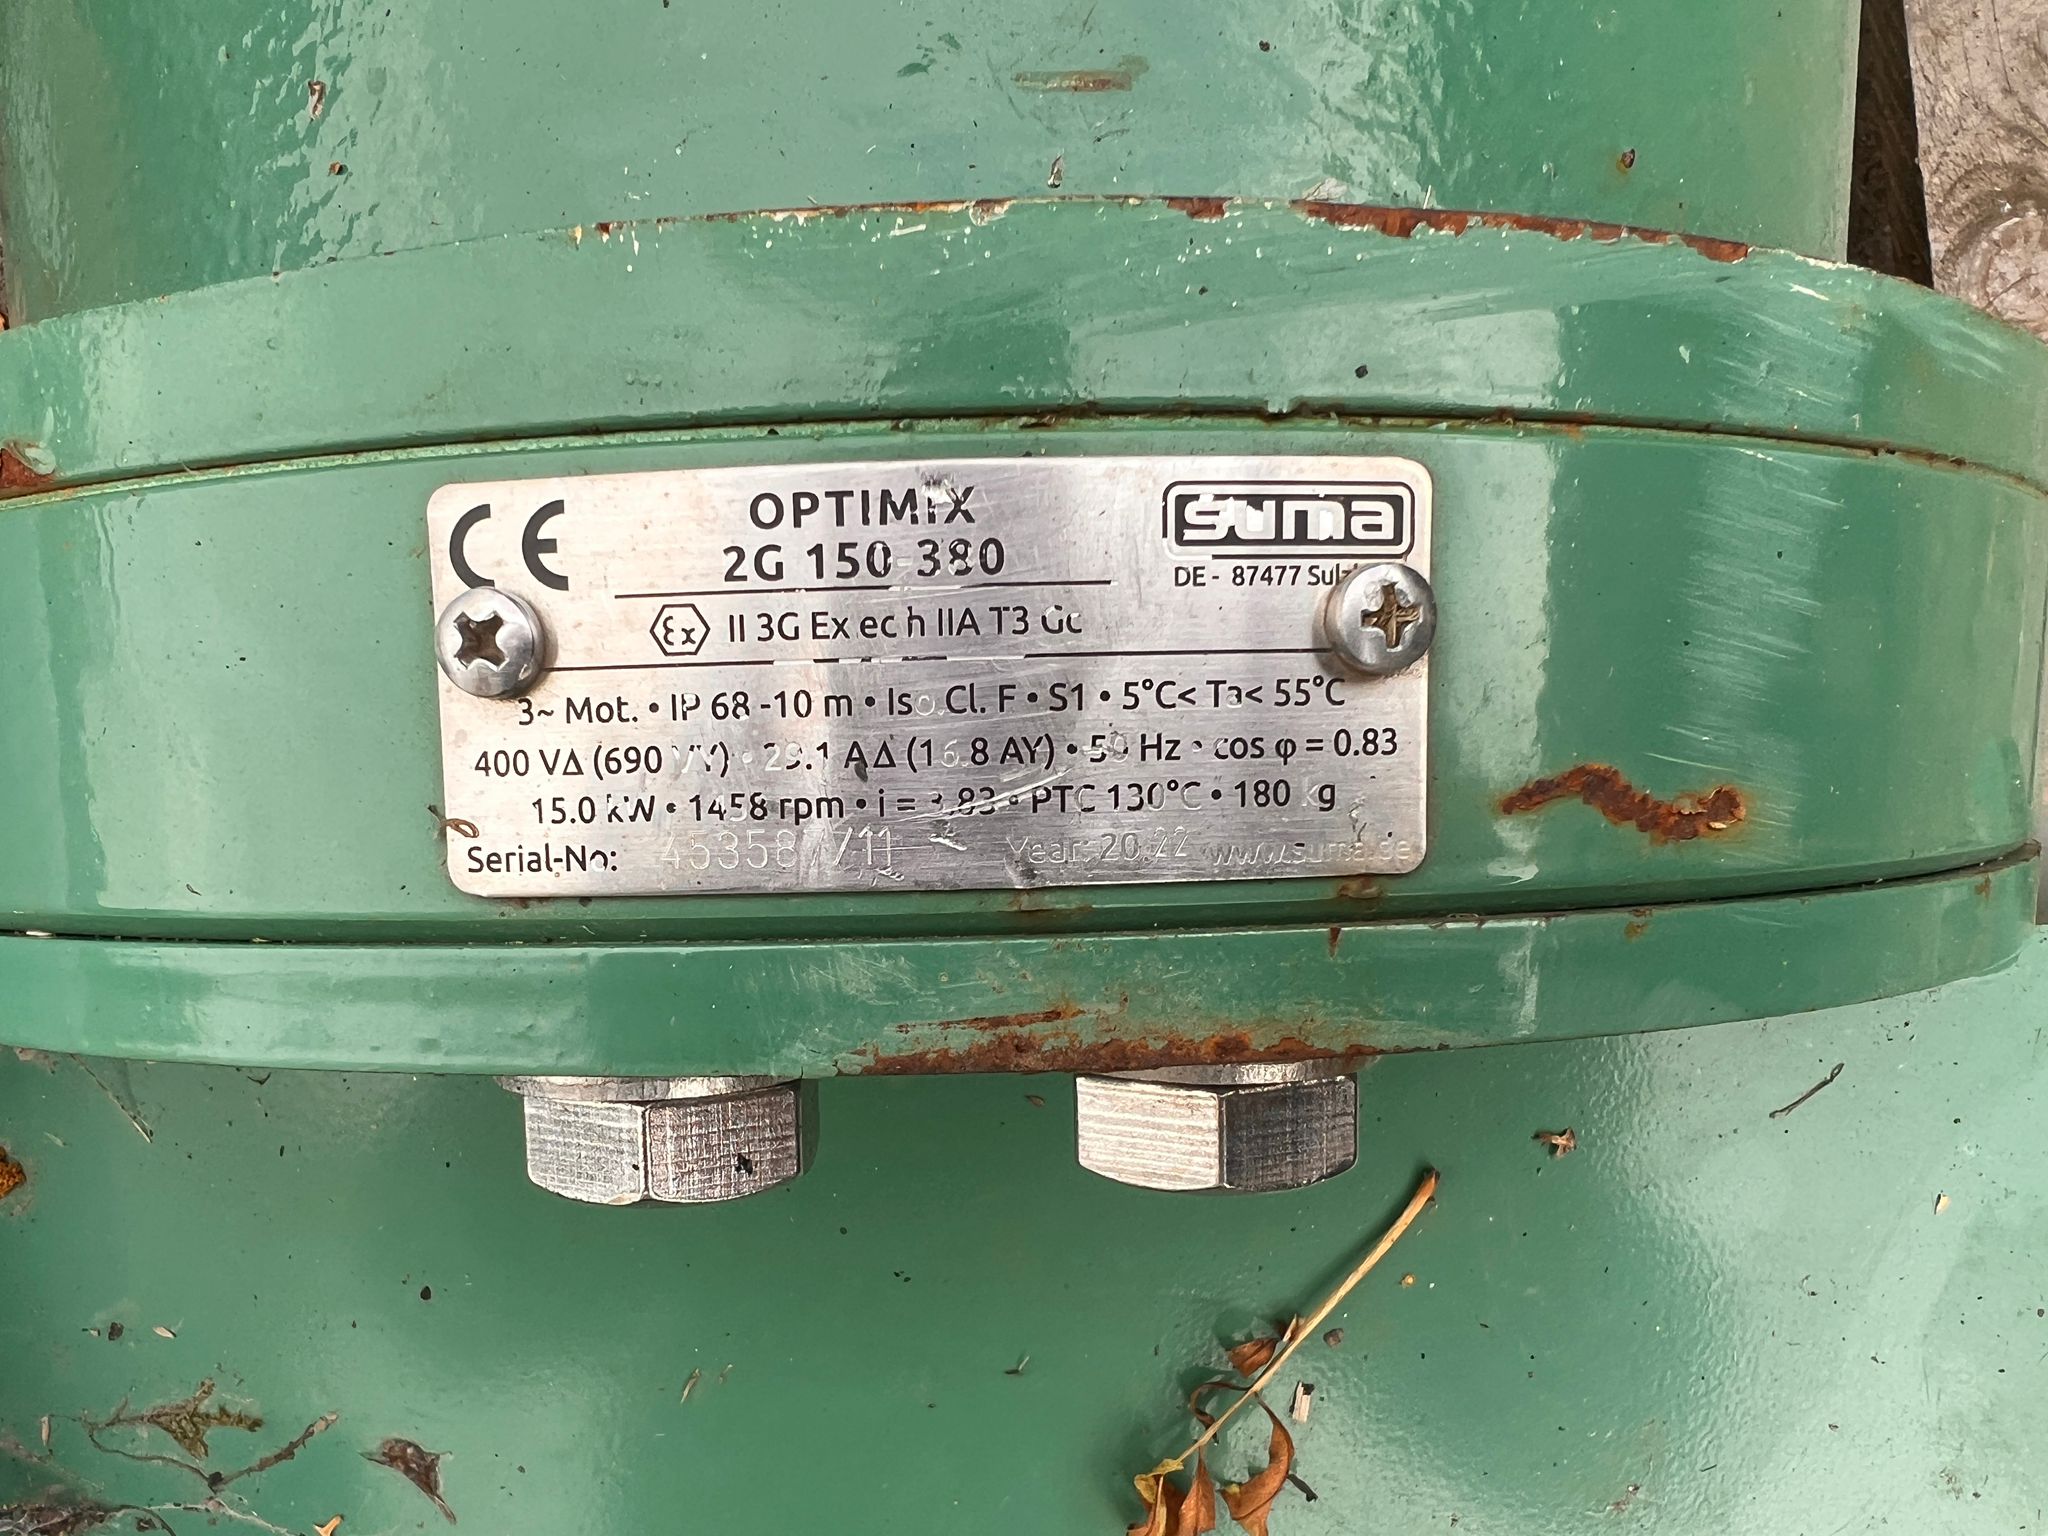 CE
OPTIMIX
2G 150-380
suma
DE - 87477
Ex II 3G Ex ec h IIA T3 Gc
3~ Mot. • IP 68 -10 m • Iso. Cl. F • S1 • 5°C< Ta< 55°C
400 VΔ (690 VY) • 29.1 AΔ (16.8 AY) • 50 Hz • cos φ = 0.83
15.0 kW • 1458 rpm • i = 3.83 • PTC 130°C • 180 kg
Serial-No: Year: 2022 www.suma.de